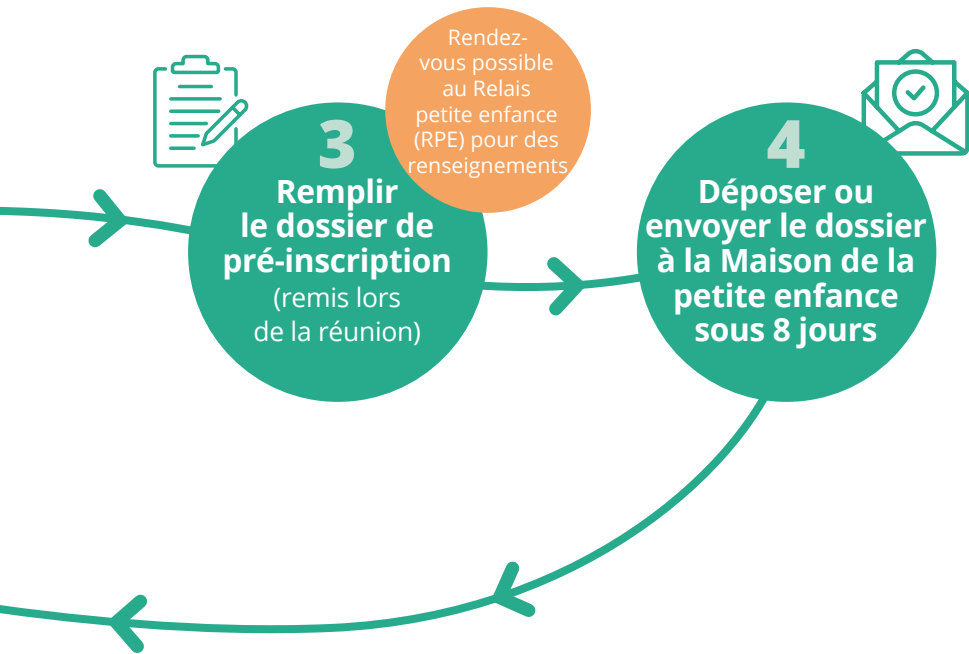 Rendez-
vous possible
au Relais
petite enfance
(RPE) pour des
renseignements
3
Remplir
le dossier de
pré-inscription
(remis lors
de la réunion)
4
Déposer ou
envoyer le dossier
à la Maison de la
petite enfance
sous 8 jours